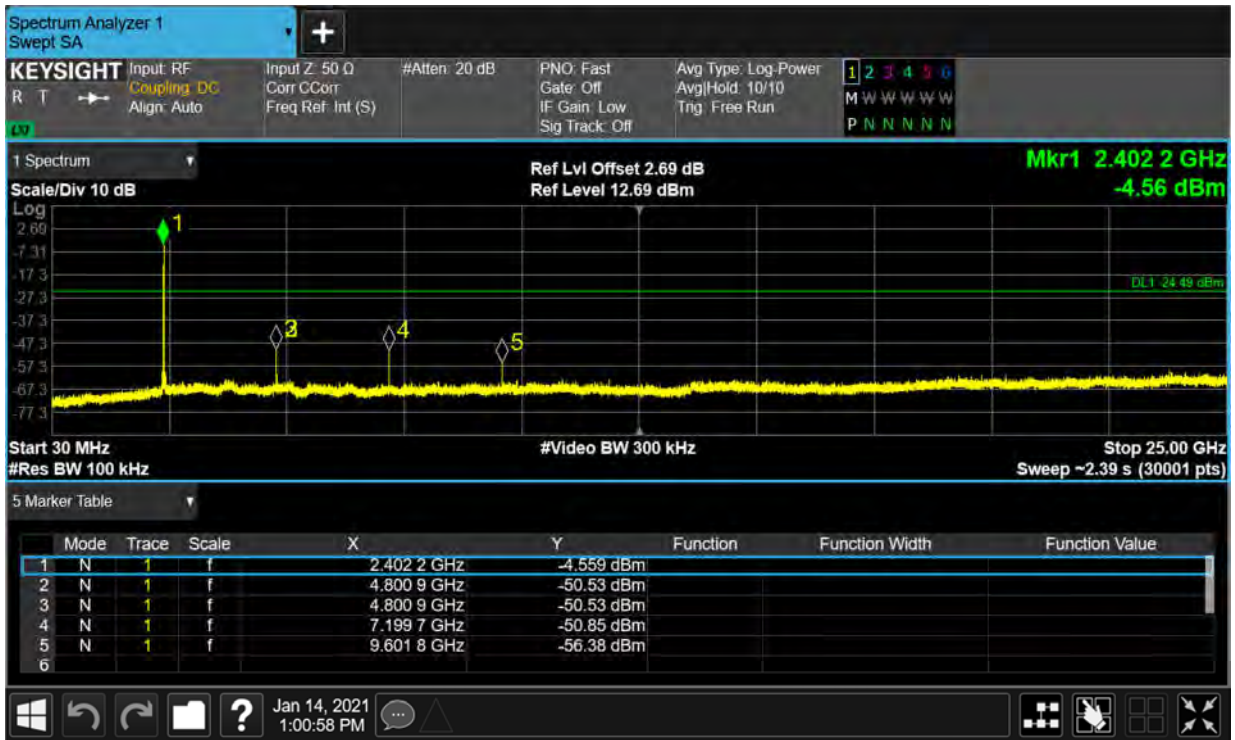 Spectrum Analyzer 1
Swept SA
KEYSIGHT Input: RF Input Z: 50 Ω #Atten: 20 dB PNO: Fast Avg Type: Log-Power 1 2 3 4 5 6
R T Coupling: DC Corr CCorr Gate: Off Avg|Hold: 10/10 M W W W W W
Align: Auto Freq Ref: Int (S) IF Gain: Low Trig: Free Run
LXI Sig Track: Off P N N N N N N
1 Spectrum Ref Lvl Offset 2.69 dB Mkr1 2.402 2 GHz
Scale/Div 10 dB Ref Level 12.69 dBm -4.56 dBm
Log
2.69
-7.31
-17.3
-27.3
-37.3
-47.3
-57.3
-67.3
-77.3
1
4
5
DL1 -24.49 dBm
Start 30 MHz #Video BW 300 kHz Stop 25.00 GHz
#Res BW 100 kHz Sweep ~2.39 s (30001 pts)
5 Marker Table
Mode Trace Scale X Y Function Function Width Function Value
1 N 1 f 2.402 2 GHz -4.559 dBm
2 N 1 f 4.800 9 GHz -50.53 dBm
3 N 1 f 4.800 9 GHz -50.53 dBm
4 N 1 f 7.199 7 GHz -50.85 dBm
5 N 1 f 9.601 8 GHz -56.38 dBm
6
? Jan 14, 2021
1:00:58 PM